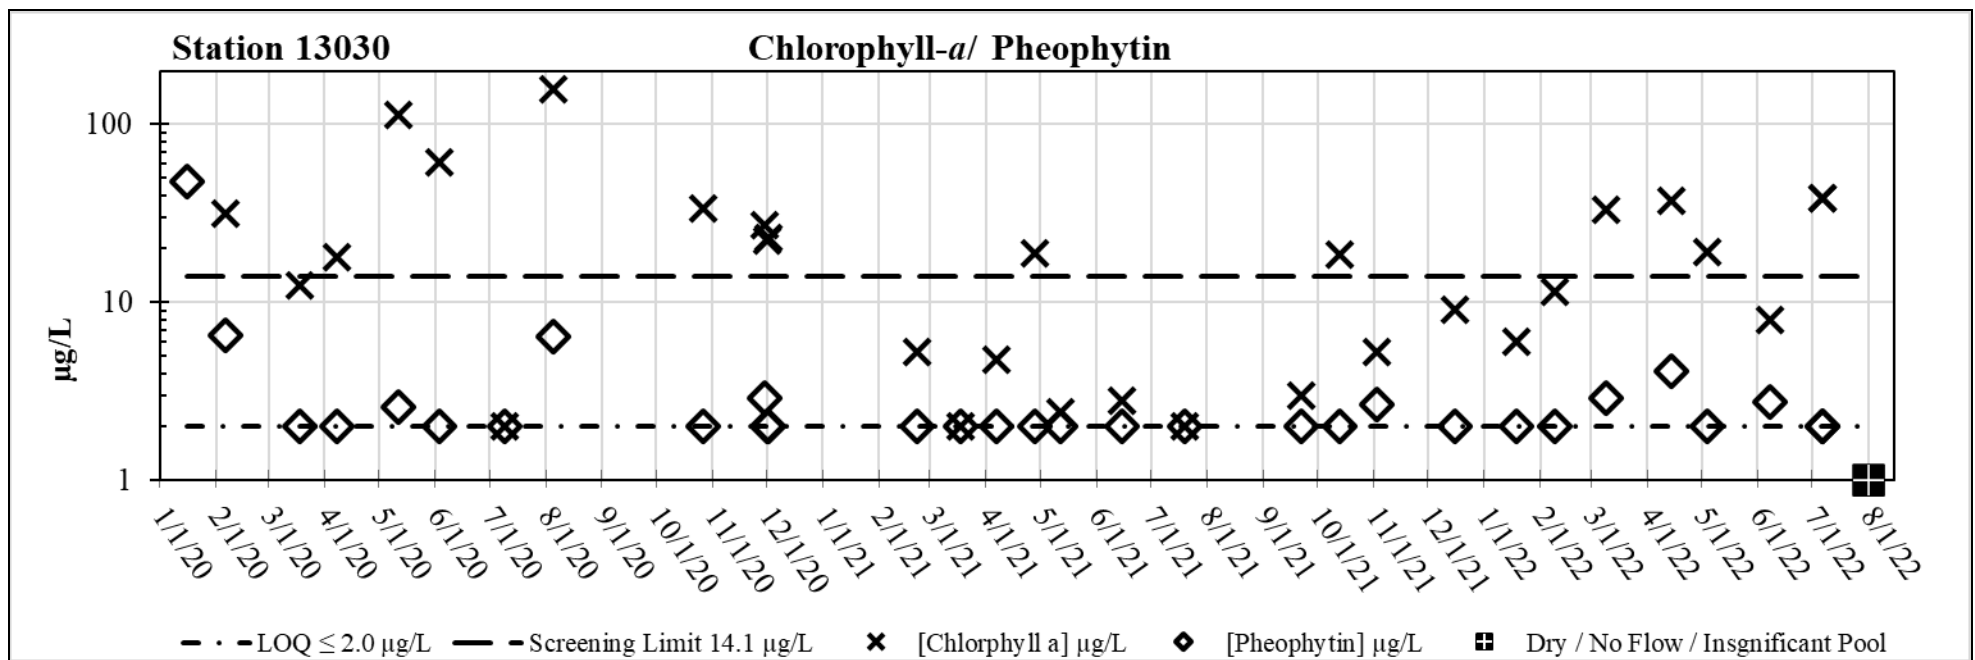 Station 13030 Chlorophyll-a/ Pheophytin
100
10
1
µg/L
1/1/20 2/1/20 3/1/20 4/1/20 5/1/20 6/1/20 7/1/20 8/1/20 9/1/20 10/1/20 11/1/20 12/1/20 1/1/21 2/1/21 3/1/21 4/1/21 5/1/21 6/1/21 7/1/21 8/1/21 9/1/21 10/1/21 11/1/21 12/1/21 1/1/22 2/1/22 3/1/22 4/1/22 5/1/22 6/1/22 7/1/22 8/1/22
LOQ ≤ 2.0 µg/L Screening Limit 14.1 µg/L [Chlorphyll a] µg/L [Pheophytin] µg/L Dry / No Flow / Insgnificant Pool